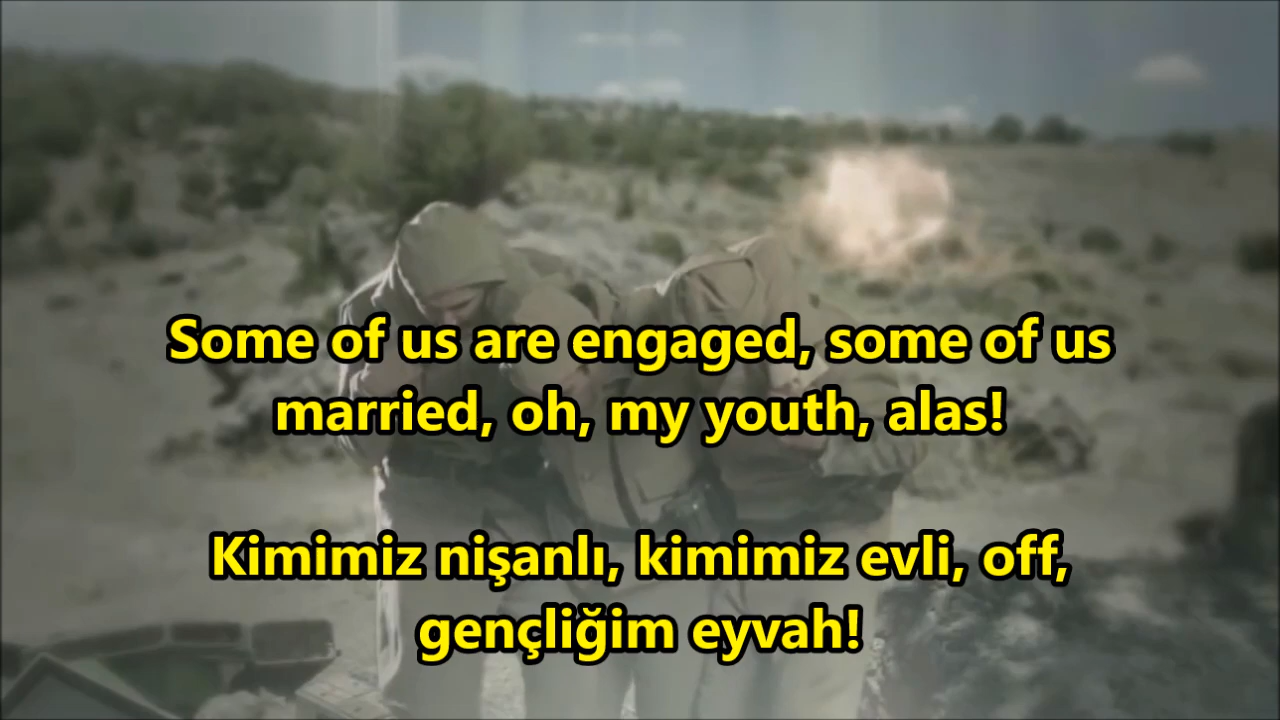 Some of us are engaged, some of us
married, oh, my youth, alas!
Kimimiz nişanlı, kimimiz evli, off,
gençliğim eyvah!